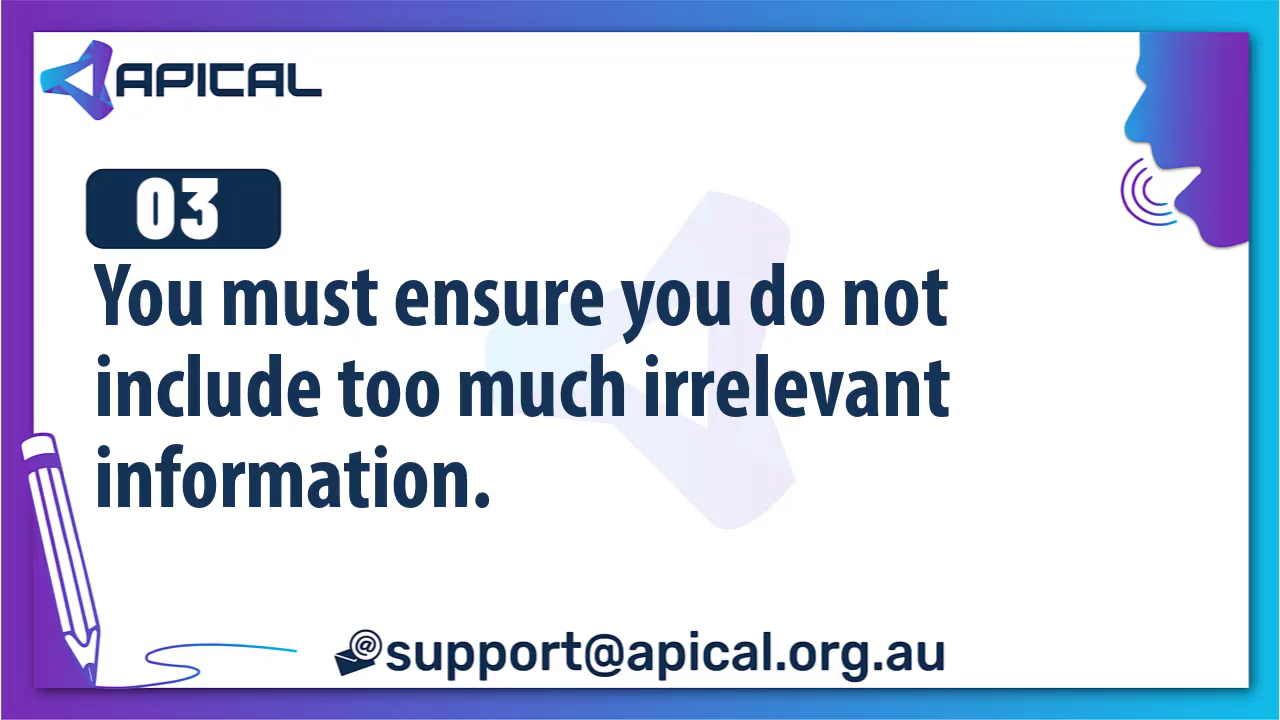 APICAL
03
You must ensure you do not
include too much irrelevant
information.
support@apical.org.au